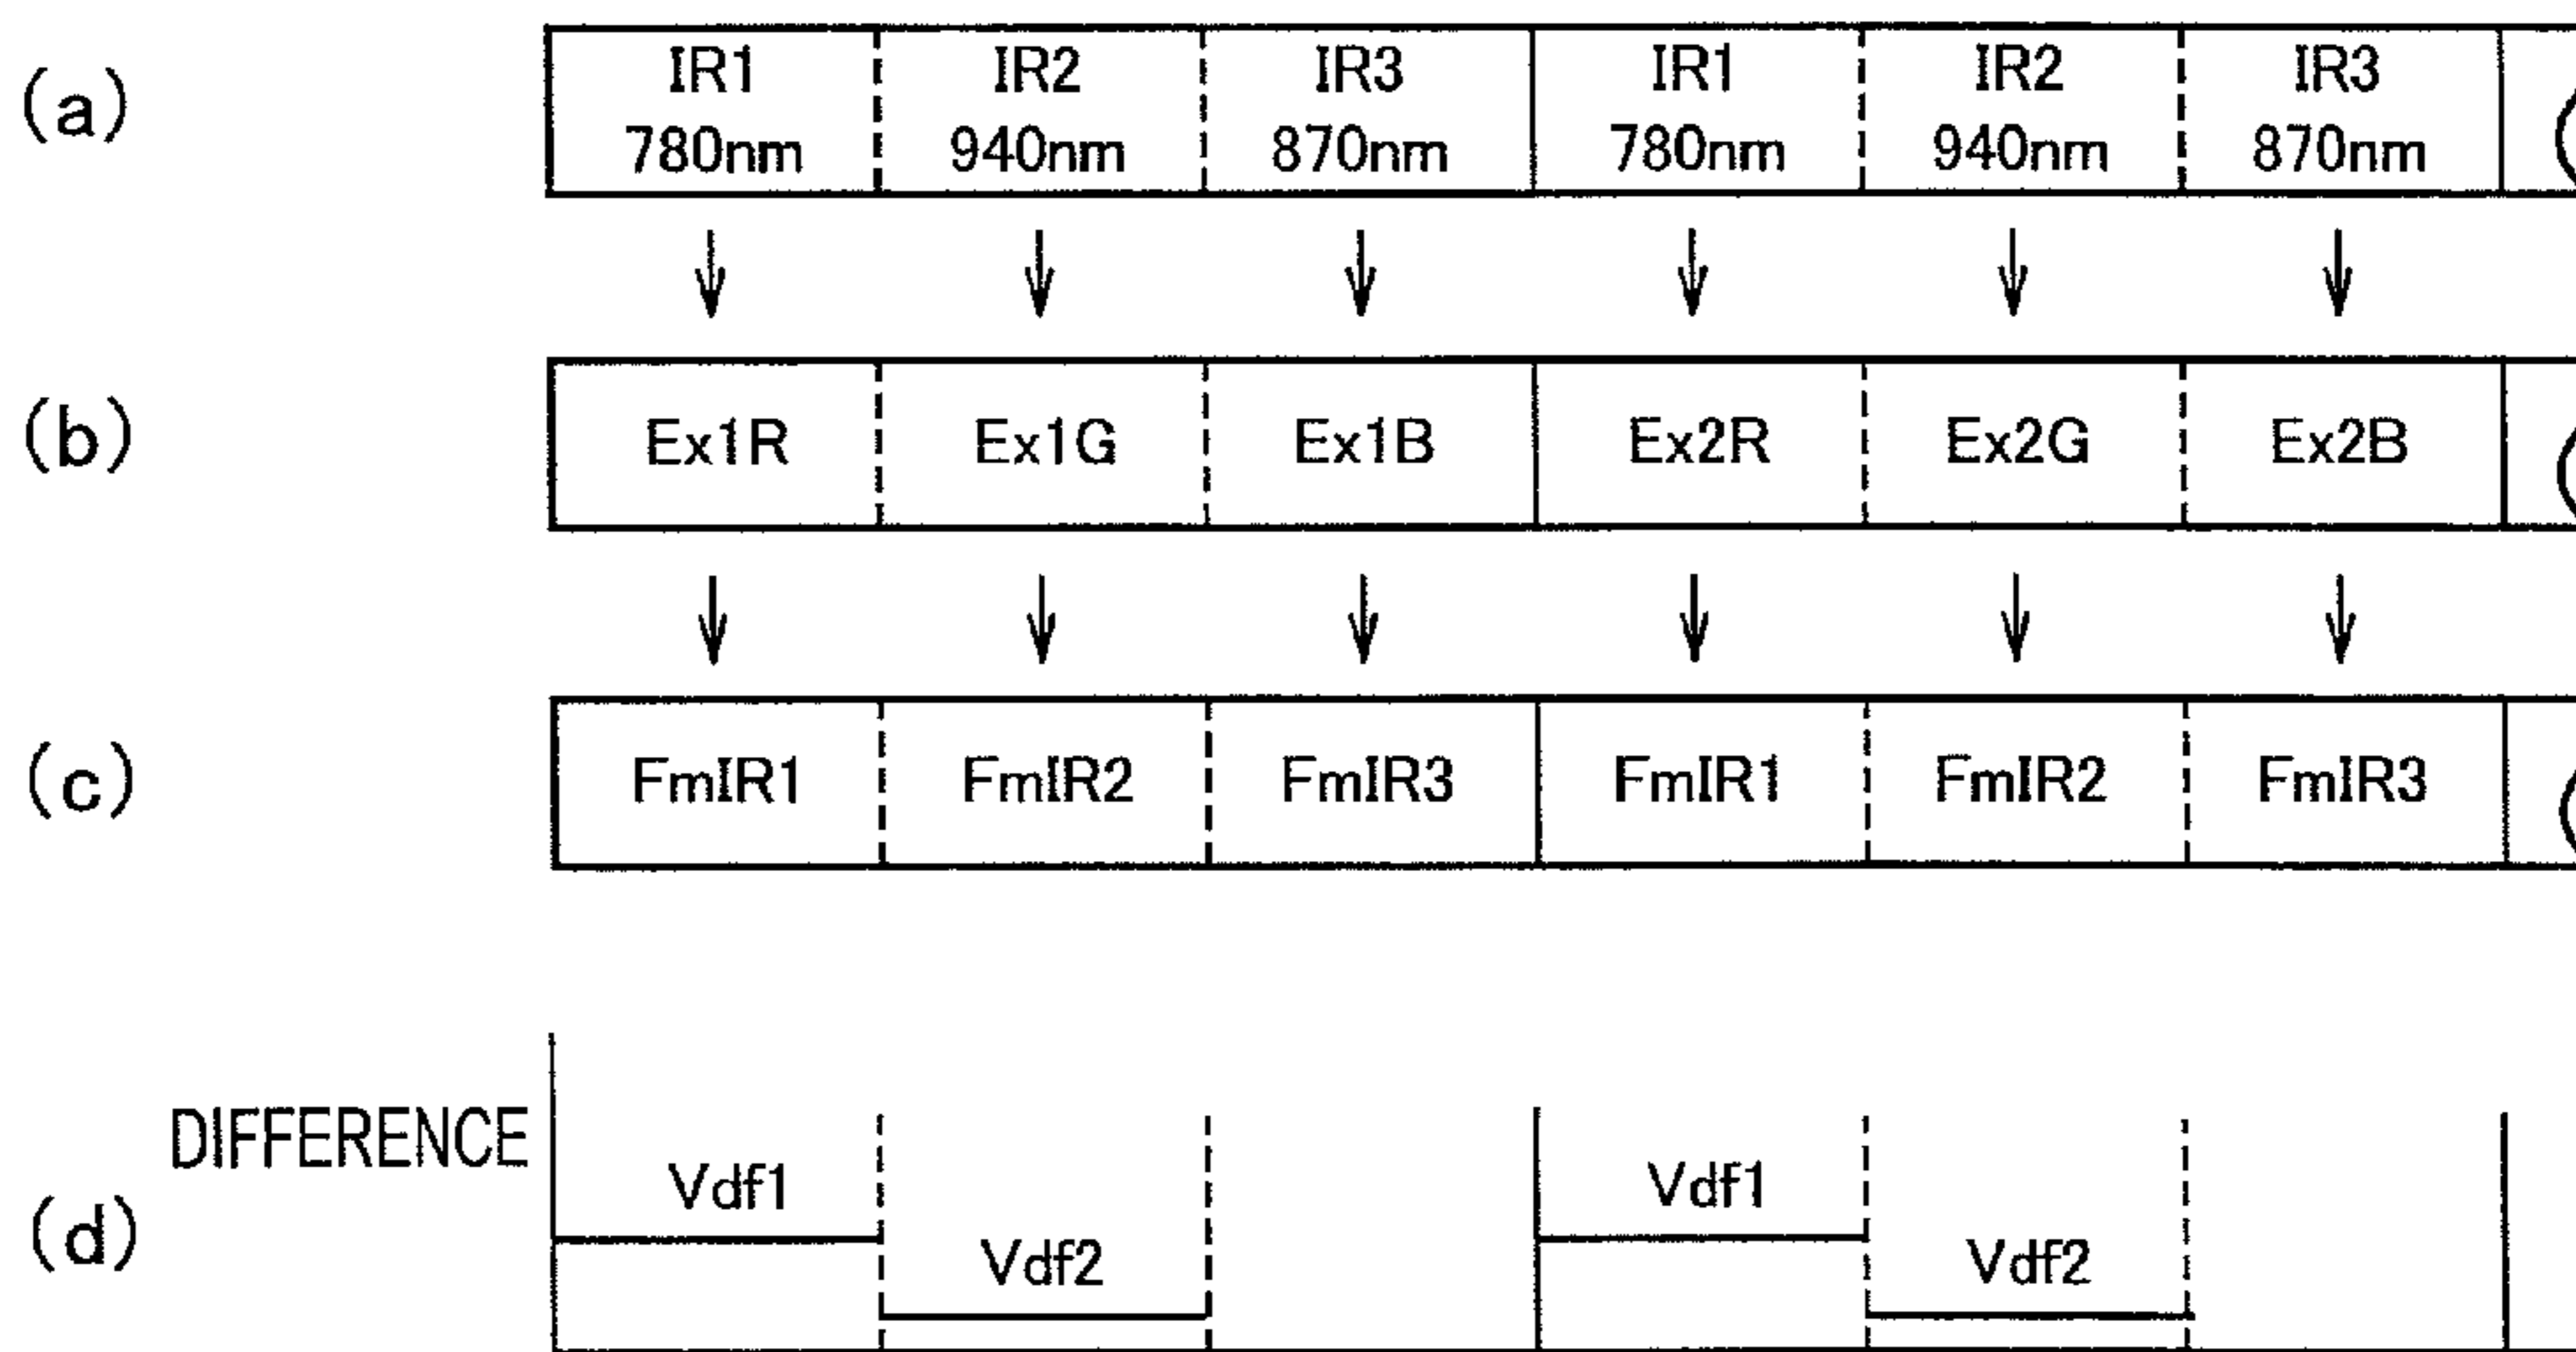 (a)
IR1 IR2 IR3 IR1 IR2 IR3
780nm 940nm 870nm 780nm 940nm 870nm
(b) Ex1R Ex1G Ex1B Ex2R Ex2G Ex2B
(c) FmIR1 FmIR2 FmIR3 FmIR1 FmIR2 FmIR3
DIFFERENCE
Vdf1 Vdf1
(d) Vdf2 Vdf2